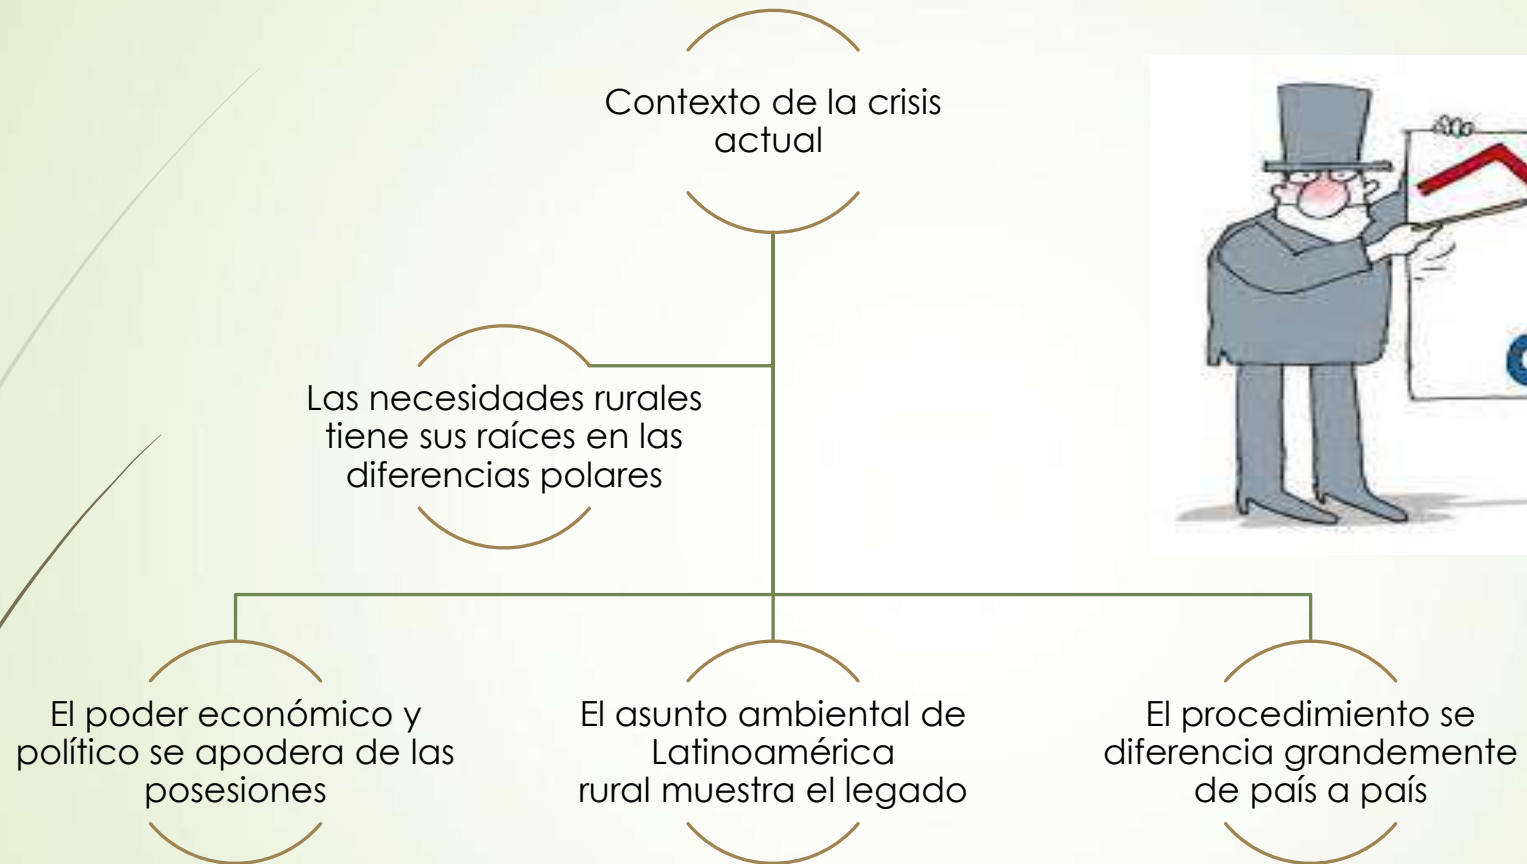 Contexto de la crisis
actual
Las necesidades rurales
tiene sus raíces en las
diferencias polares
El poder económico y
político se apodera de las
posesiones
El asunto ambiental de
Latinoamérica
rural muestra el legado
El procedimiento se
diferencia grandemente
de país a país